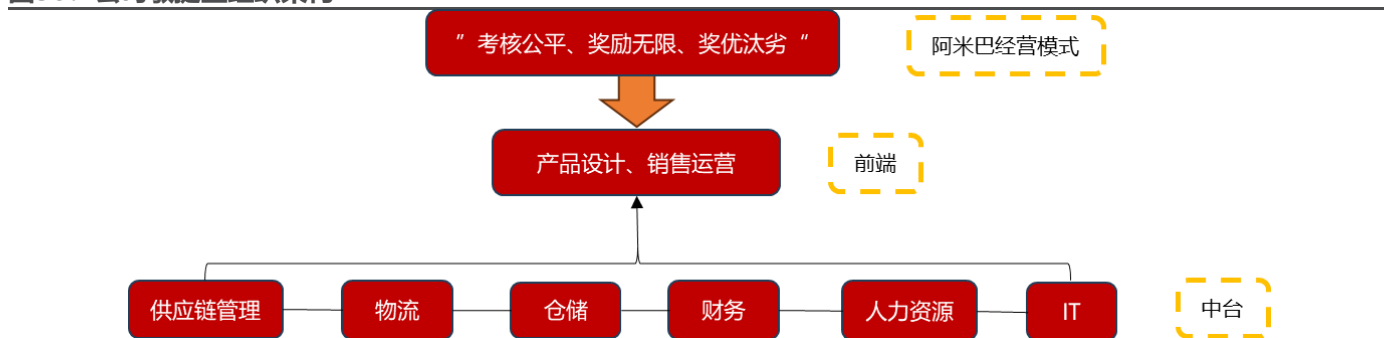 ”考核公平、奖励无限、奖优汰劣“
阿米巴经营模式
产品设计、销售运营
前端
供应链管理
物流
仓储
财务
人力资源
IT
中台